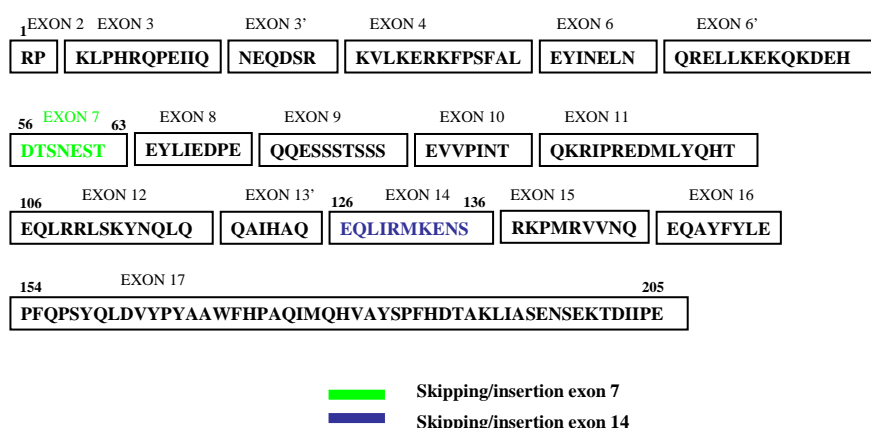 EXON 2 EXON 3 EXON 3' EXON 4 EXON 6 EXON 6'
1
RP KLPHRQPEIIQ NEQDSR KVLKERKFPSFAL EYINELN QRELLKEKQKDEH
56 EXON 7 63 EXON 8 EXON 9 EXON 10 EXON 11
DTSNEST EYLIEDPE QQESSSTSSS EVVPINT QKRIPREDMLYQHT
106 EXON 12 EXON 13' 126 EXON 14 136 EXON 15 EXON 16
EQLRRLSKYNQLQ QAIHAQ EQLIRMKENS RKPMRVVNQ EQAYFYLE
154 EXON 17 205
PFQPSYQLDVYPYAAWFHPAQIMQHVAYSPFHDTAKLIASENSEKTDIIPE
Skipping/insertion exon 7
Skipping/insertion exon 14